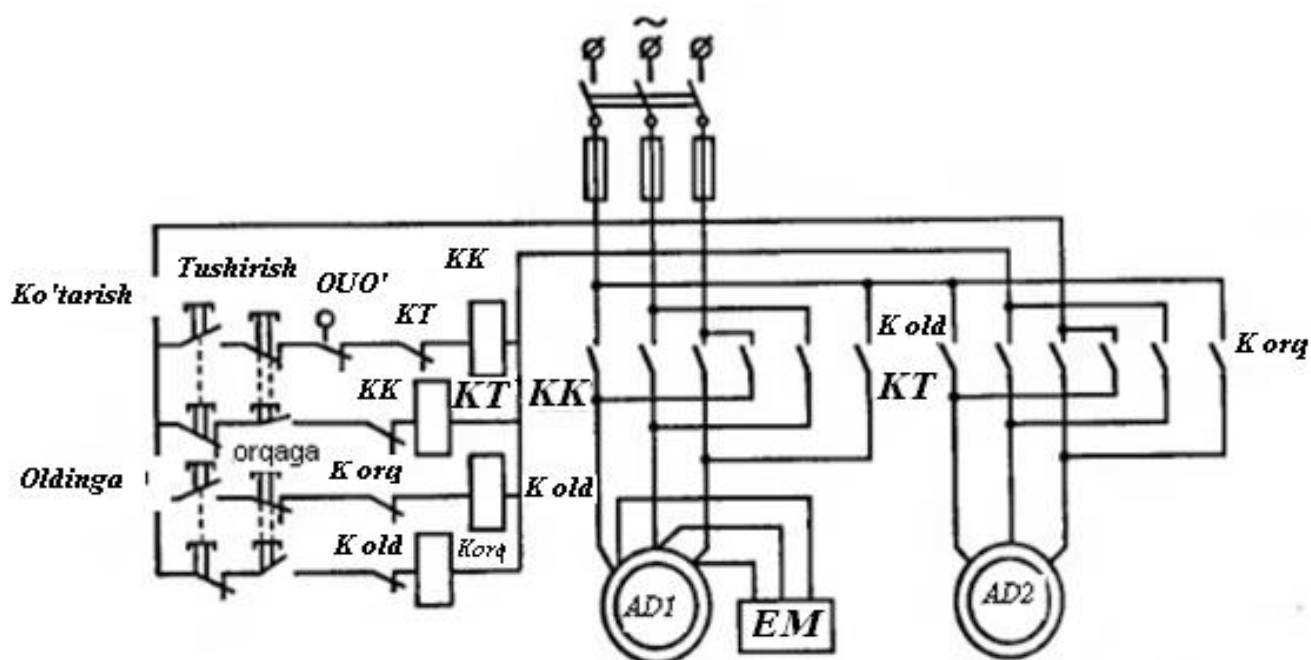 ~
Tushirish
OUO'
KK
Ko'tarish
KT
K old
K orq
KK
KT
KK
KT
orqaga
Oldinga
K orq
K old
K old
Korq
AD1
EM
AD2